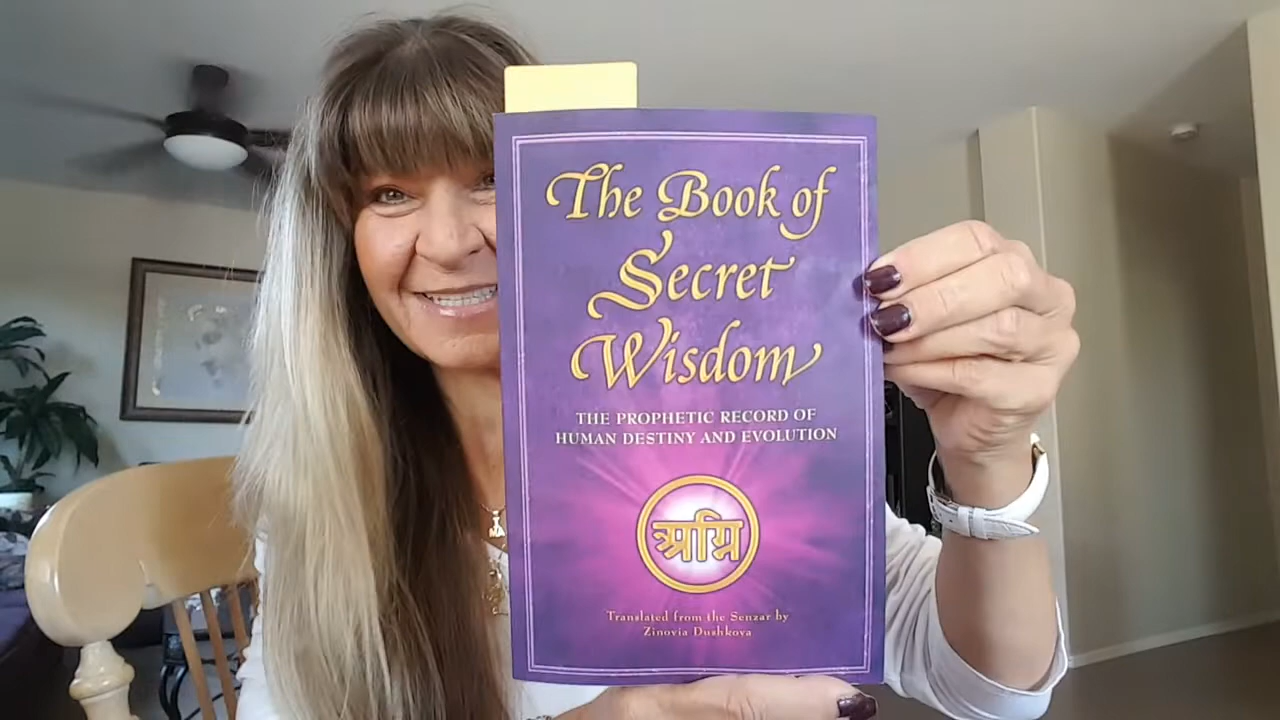 The Book of
Secret
Wisdom
THE PROPHETIC RECORD OF
HUMAN DESTINY AND EVOLUTION
अग्नि
Translated from the Senzar by
Zinovia Dushkova